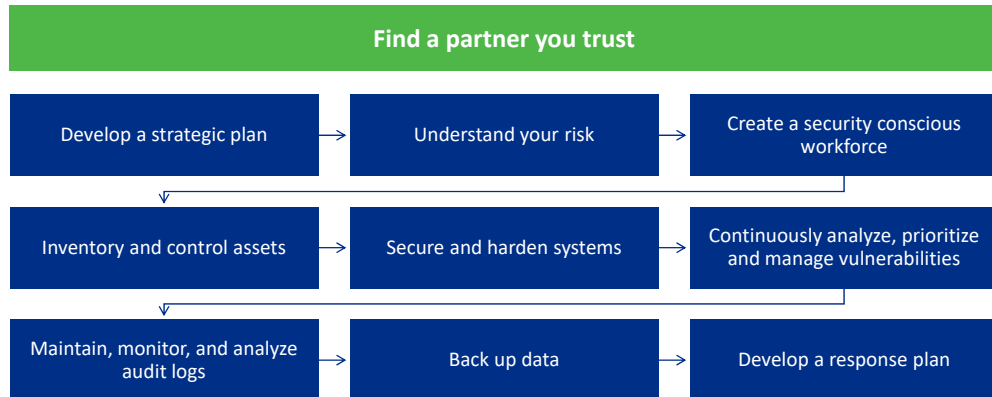 Find a partner you trust
Develop a strategic plan
Understand your risk
Create a security conscious
workforce
Inventory and control assets
Secure and harden systems
Continuously analyze, prioritize
and manage vulnerabilities
Maintain, monitor, and analyze
audit logs
Back up data
Develop a response plan